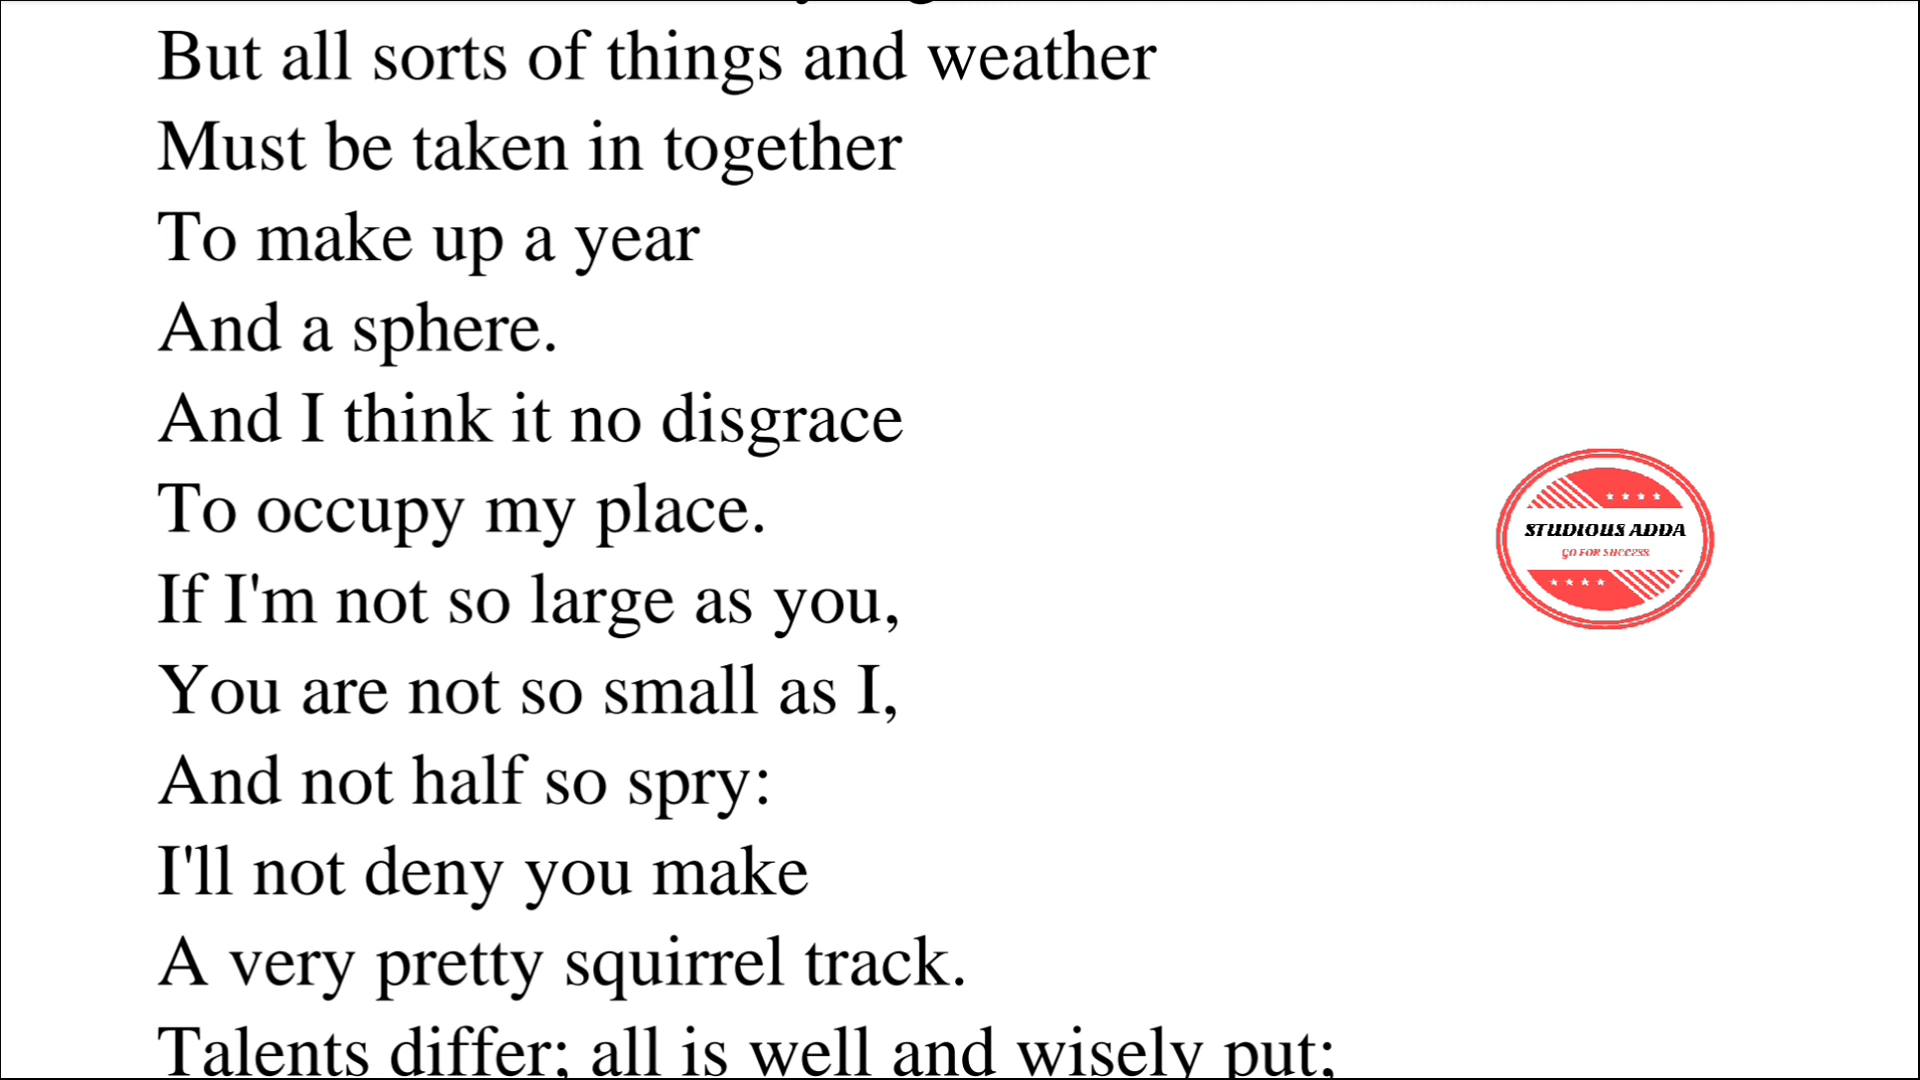 But all sorts of things and weather
Must be taken in together
To make up a year
And a sphere.
And I think it no disgrace
To occupy my place.
If I'm not so large as you,
You are not so small as I,
And not half so spry:
I'll not deny you make
A very pretty squirrel track.
Talents differ; all is well and wisely put;
STUDIOUS ADDA
GO FOR SUCCESS